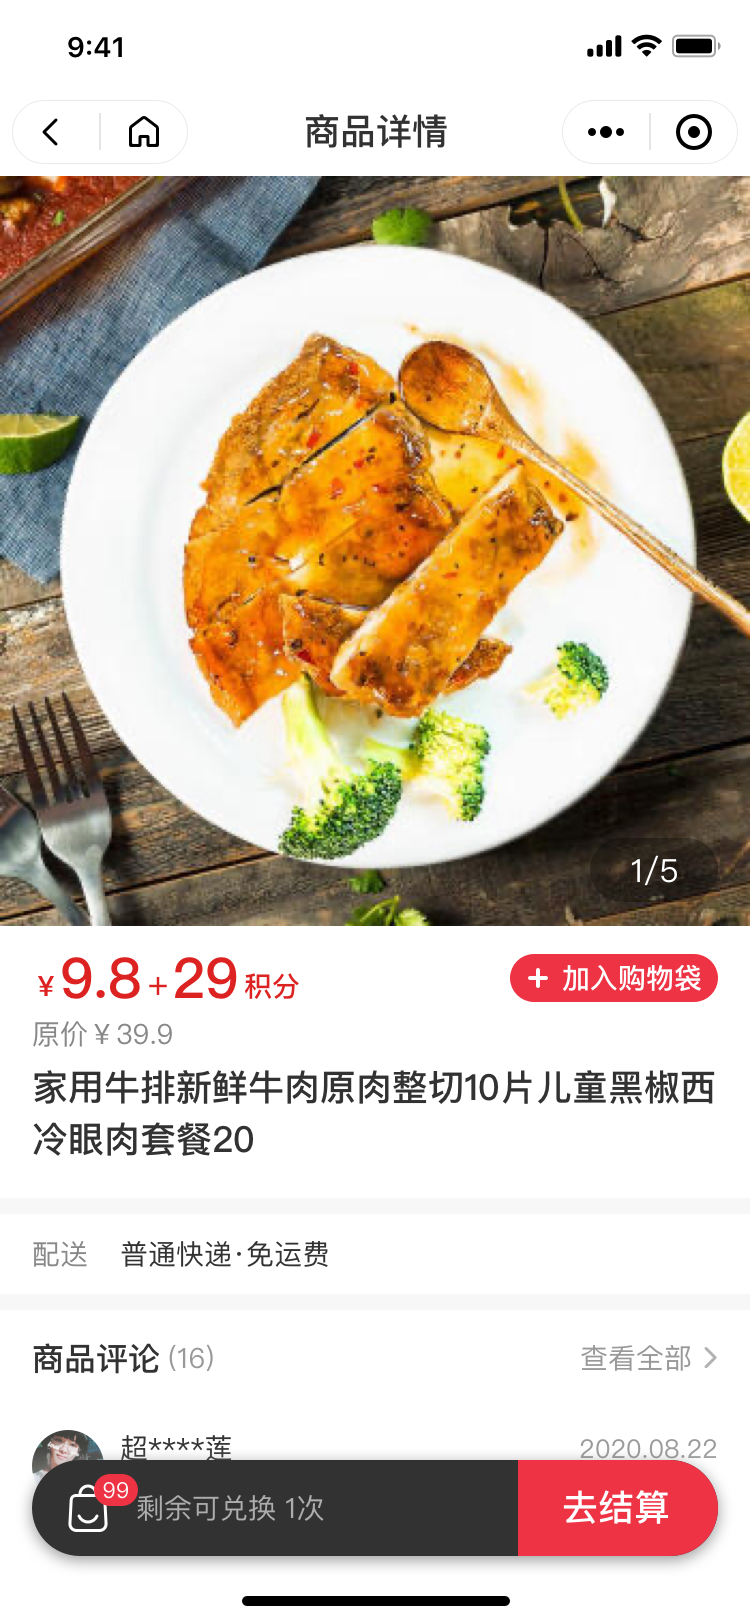 9:41
商品详情
1/5
¥9.8+29积分
+ 加入购物袋
原价 ¥ 39.9
家用牛排新鲜牛肉原肉整切10片儿童黑椒西
冷眼肉套餐20
配送 普通快递·免运费
商品评论 (16) 查看全部
超****莲 2020.08.22
99
剩余可兑换 1次
去结算